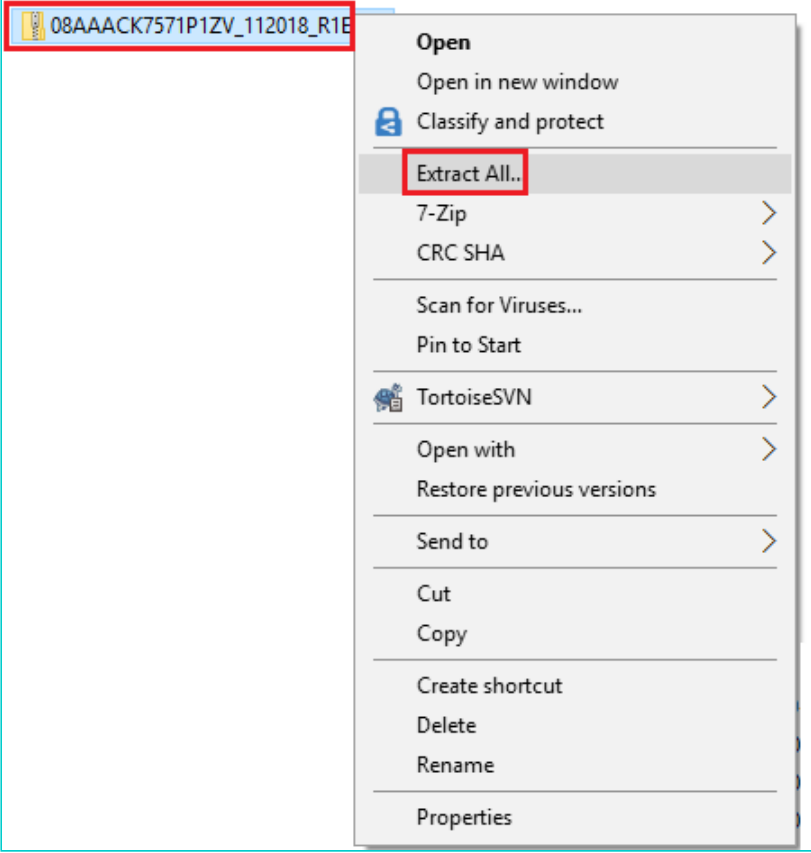 08AAACK7571P1ZV_112018_R1E
Open
Open in new window
Classify and protect
Extract All..
7-Zip
CRC SHA
Scan for Viruses...
Pin to Start
TortoiseSVN
Open with
Restore previous versions
Send to
Cut
Copy
Create shortcut
Delete
Rename
Properties